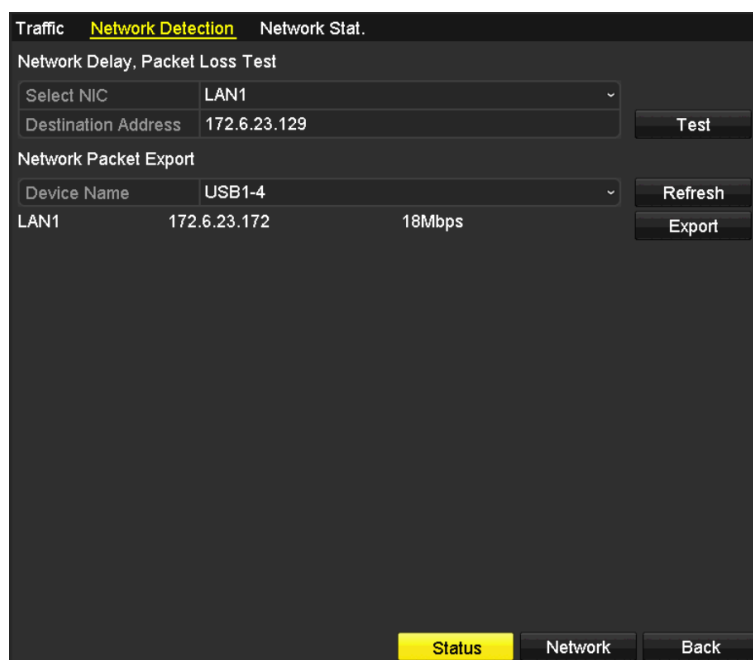 Traffic Network Detection Network Stat.
Network Delay, Packet Loss Test
Select NIC LAN1
Destination Address 172.6.23.129 Test
Network Packet Export
Device Name USB1-4 Refresh
LAN1 172.6.23.172 18Mbps Export
Status Network Back